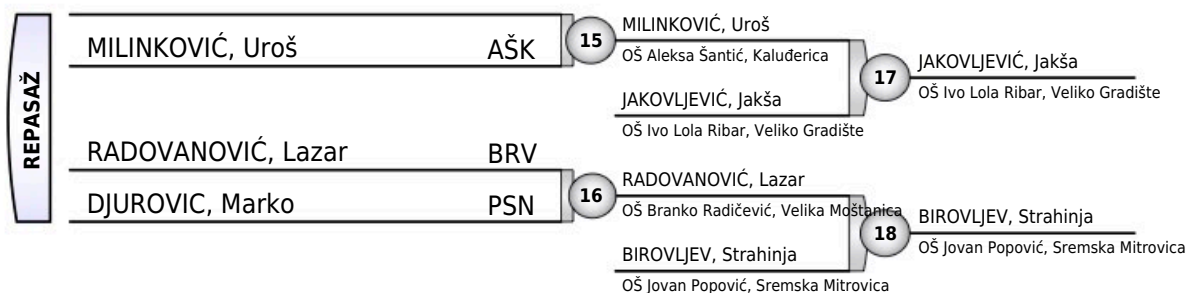 REPASAŽ
MILINKOVIĆ, Uroš AŠK
RADOVANOVIĆ, Lazar BRV
DJUROVIC, Marko PSN
15
MILINKOVIĆ, Uroš
OŠ Aleksa Šantić, Kaluđerica
JAKOVLJEVIĆ, Jakša
OŠ Ivo Lola Ribar, Veliko Gradište
16
RADOVANOVIĆ, Lazar
OŠ Branko Radičević, Velika Moštanica
BIROVLJEV, Strahinja
OŠ Jovan Popović, Sremska Mitrovica
17
JAKOVLJEVIĆ, Jakša
OŠ Ivo Lola Ribar, Veliko Gradište
18
BIROVLJEV, Strahinja
OŠ Jovan Popović, Sremska Mitrovica